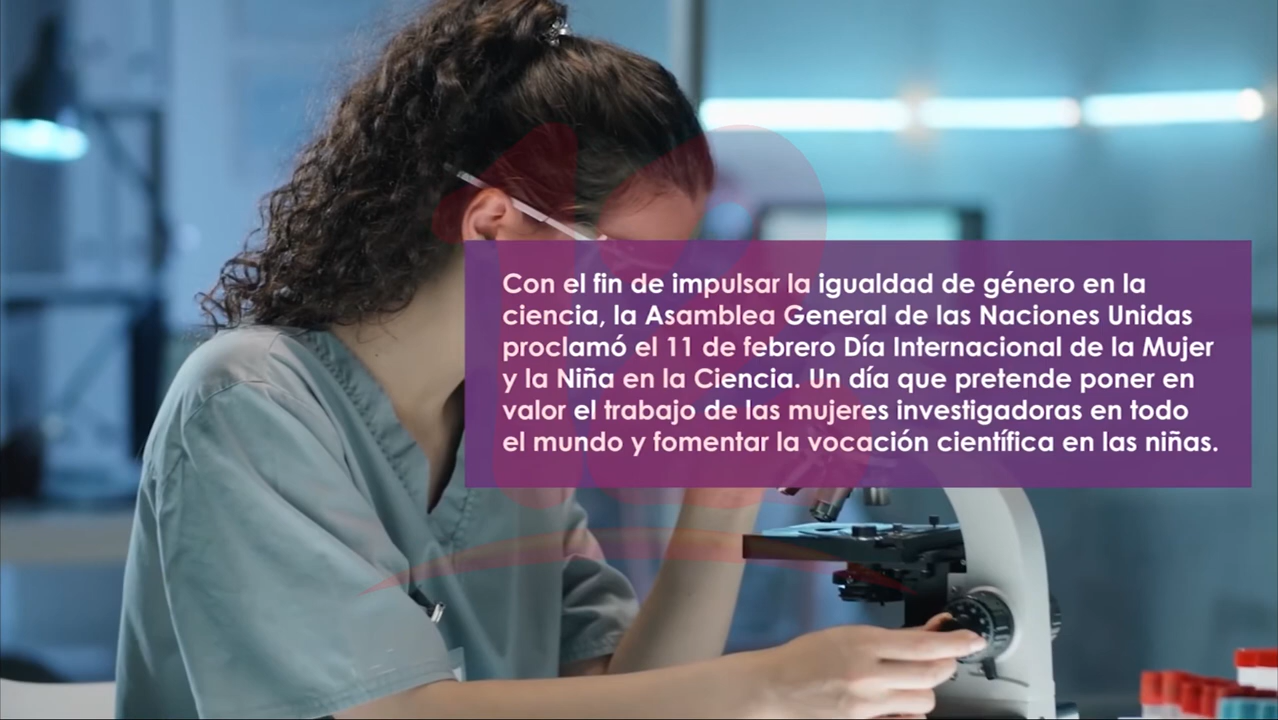 Con el fin de impulsar la igualdad de género en la
ciencia, la Asamblea General de las Naciones Unidas
proclamó el 11 de febrero Día Internacional de la Mujer
y la Niña en la Ciencia. Un día que pretende poner en
valor el trabajo de las mujeres investigadoras en todo
el mundo y fomentar la vocación científica en las niñas.